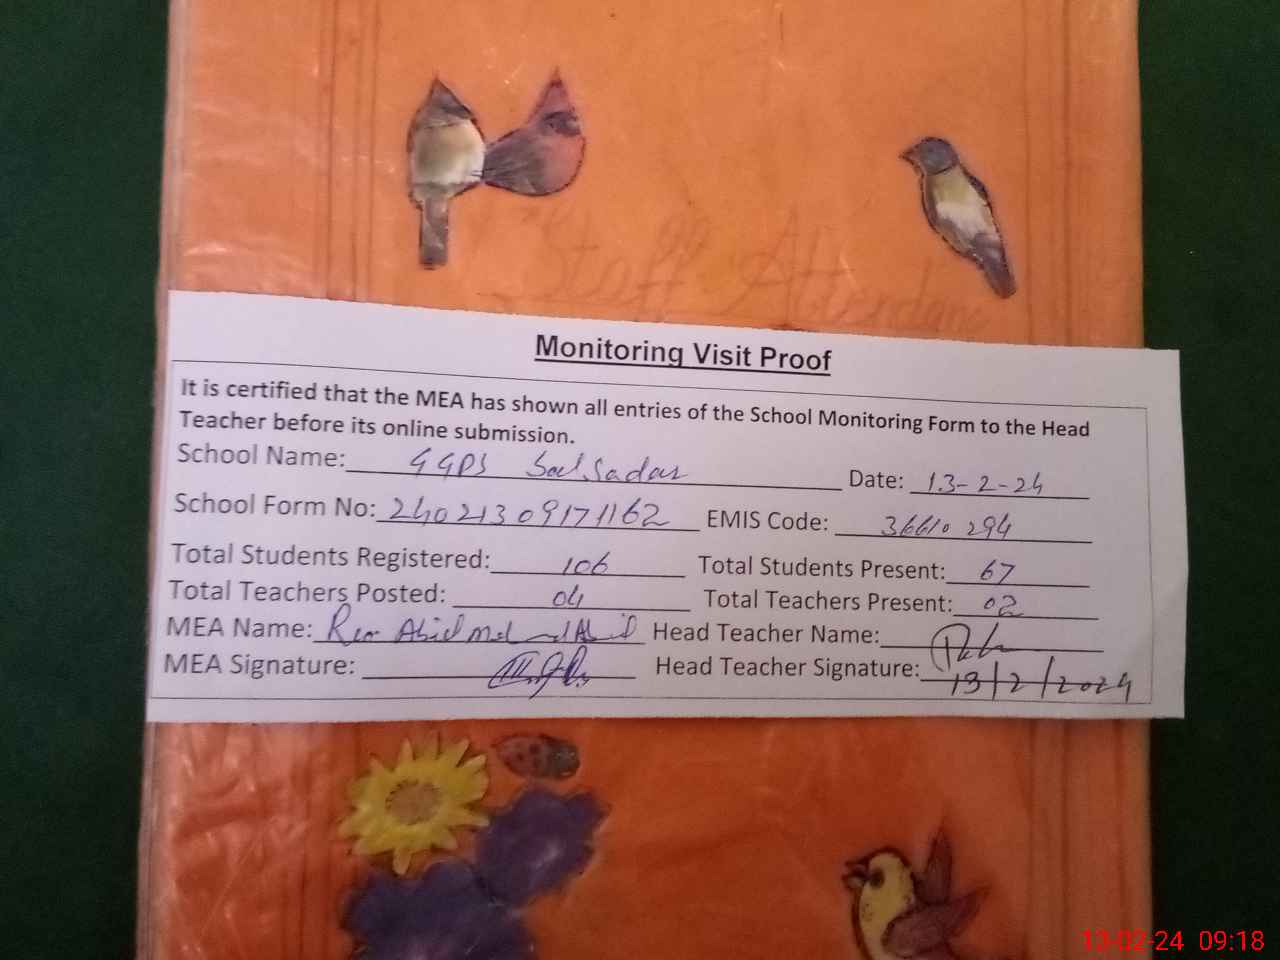 Staff Attendanc
Monitoring Visit Proof
It is certified that the MEA has shown all entries of the School Monitoring Form to the Head
Teacher before its online submission.
School Name: GGPS Date: 13-2-24
School Form No: 24021309171162 EMIS Code: 36610294
Total Students Registered: 106 Total Students Present: 67
Total Teachers Posted: 04 Total Teachers Present: 02
MEA Name: Head Teacher Name:
MEA Signature: Head Teacher Signature:
13/2/2024
13-02-24 09:18